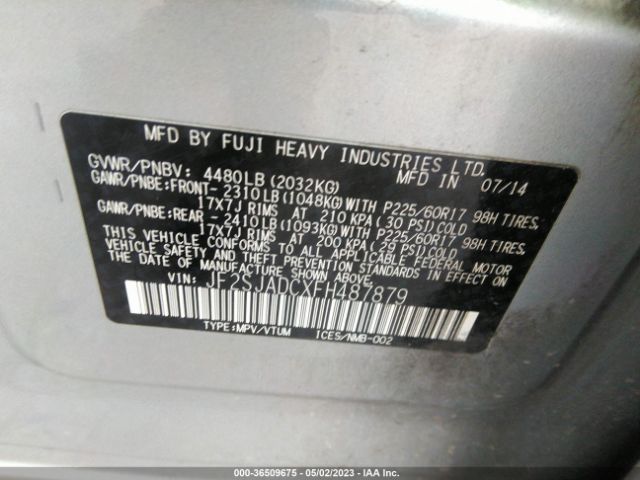 MFD BY FUJI HEAVY INDUSTRIES LTD.
GVWR/PNBV: 4480LB(2032KG) MFD IN 07/14
GAWR/PNBE:FRONT- 2310LB(1048KG)WITH P225/60R17 98H TIRES,
17x7J RIMS AT 210 KPA(30 PSI)COLD
GAWR/PNBE:REAR - 2410LB(1093KG)WITH P225/60R17 98H TIRES,
17x7J RIMS AT 200 KPA(29 PSI)COLD
THIS VEHICLE CONFORMS TO ALL APPLICABLE FEDERAL MOTOR
VEHICLE SAFETY AND THEFT PREVENTION STANDARDS IN EFFECT ON
THE DATE OF MANUFACTURE SHOWN ABOVE.
VIN: JF2SJADCXFH487879
TYPE:MPV/VTUM ICES/NMB-002
000-36509675 - 05/02/2023 - IAA Inc.